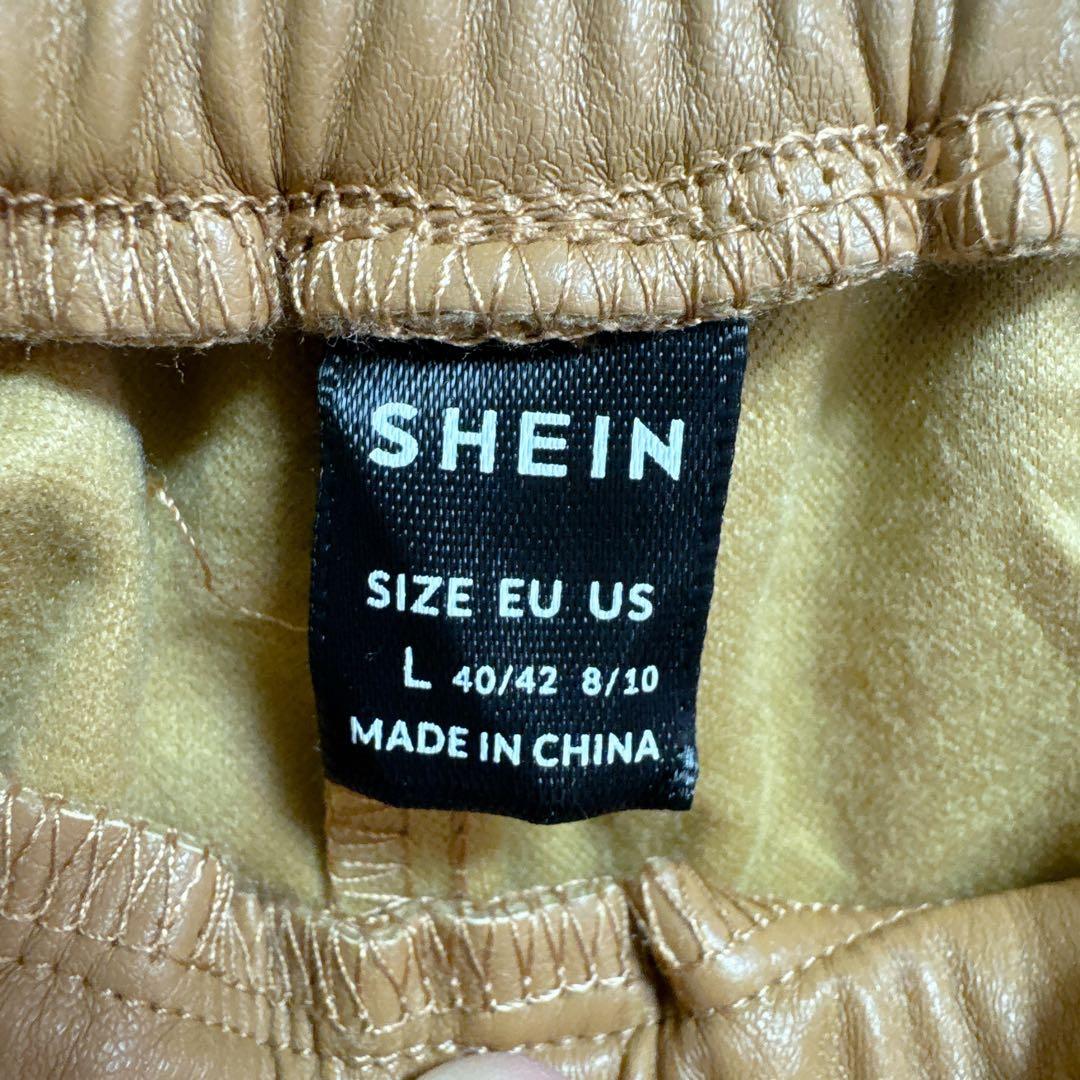 SHEIN
SIZE EU US
L 40/42 8/10
MADE IN CHINA